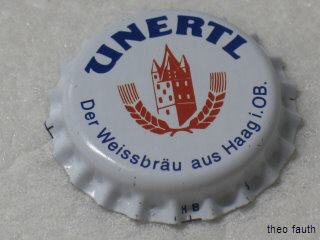 UNERTL
Der Weissbräu aus Haag i. OB.
H B
theo fauth